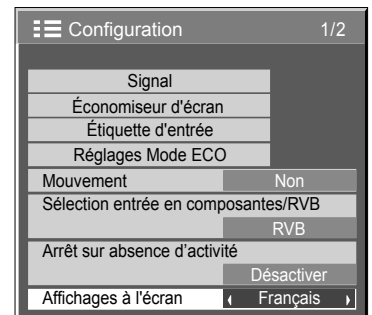 Configuration 1/2
Signal
Économiseur d'écran
Étiquette d'entrée
Réglages Mode ECO
Mouvement Non
Sélection entrée en composantes/RVB
RVB
Arrêt sur absence d’activité
Désactiver
Affichages à l'écran Français